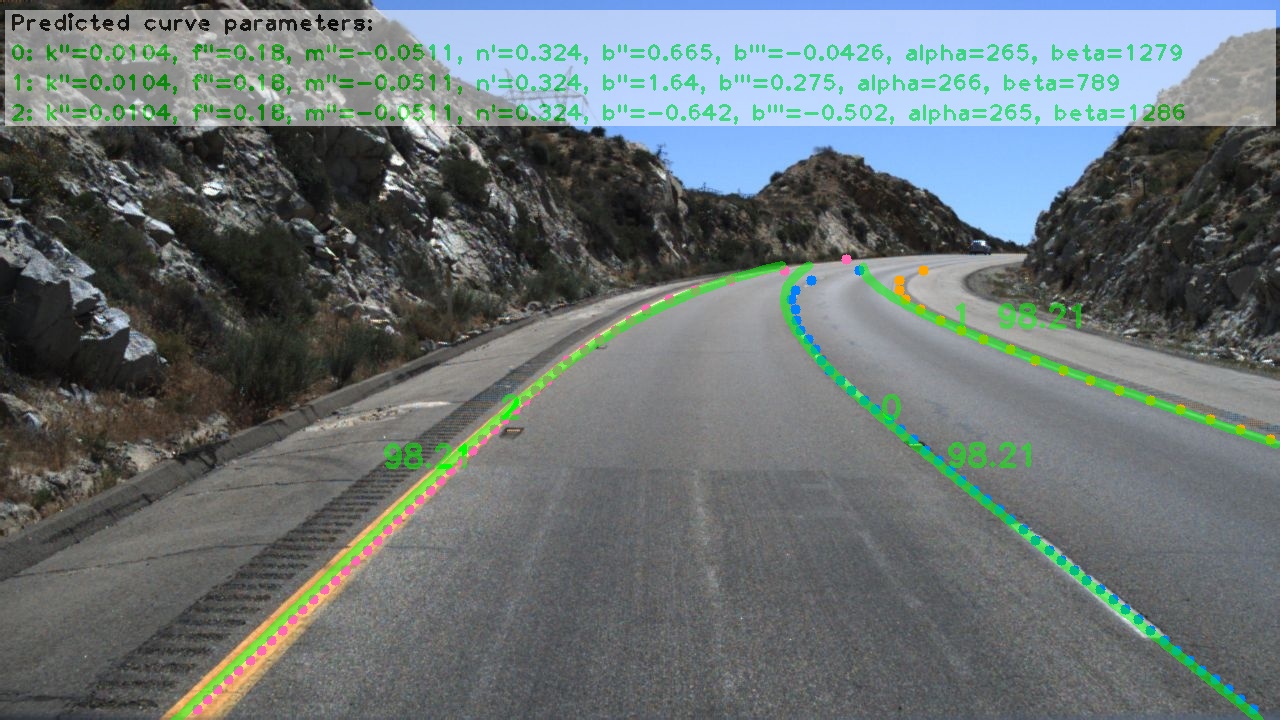 Predicted curve parameters:
0: k''=0.0104, f''=0.18, m''=-0.0511, n'=0.324, b''=0.665, b'''=-0.0426, alpha=265, beta=1279
1: k''=0.0104, f''=0.18, m''=-0.0511, n'=0.324, b''=1.64, b'''=0.275, alpha=266, beta=789
2: k''=0.0104, f''=0.18, m''=-0.0511, n'=0.324, b''=-0.642, b'''=-0.502, alpha=265, beta=1286
1 98.21
2 0
98.21 98.21